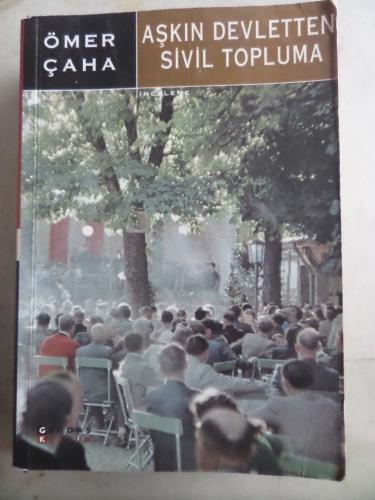 ÖMER
ÇAHA
AŞKIN DEVLETTEN
SİVİL TOPLUMA
İNCELEME